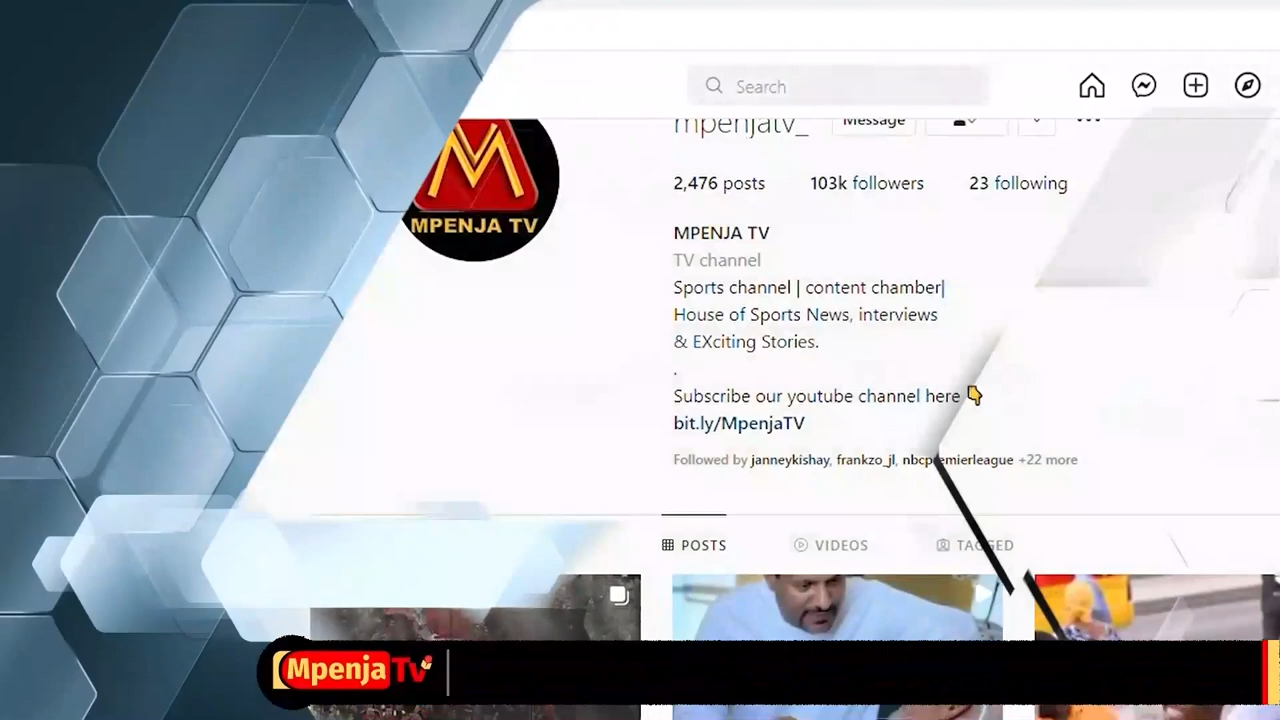 Search
mpenjatv_
Message
2,476 posts 103k followers 23 following
MPENJA TV
MPENJA TV
TV channel
Sports channel | content chamber|
House of Sports News, interviews
& EXciting Stories.
.
Subscribe our youtube channel here 👇
bit.ly/MpenjaTV
Followed by janneykishay, frankzo_jl, nbcpremierleague +22 more
POSTS VIDEOS TAGGED
Mpenja Tv